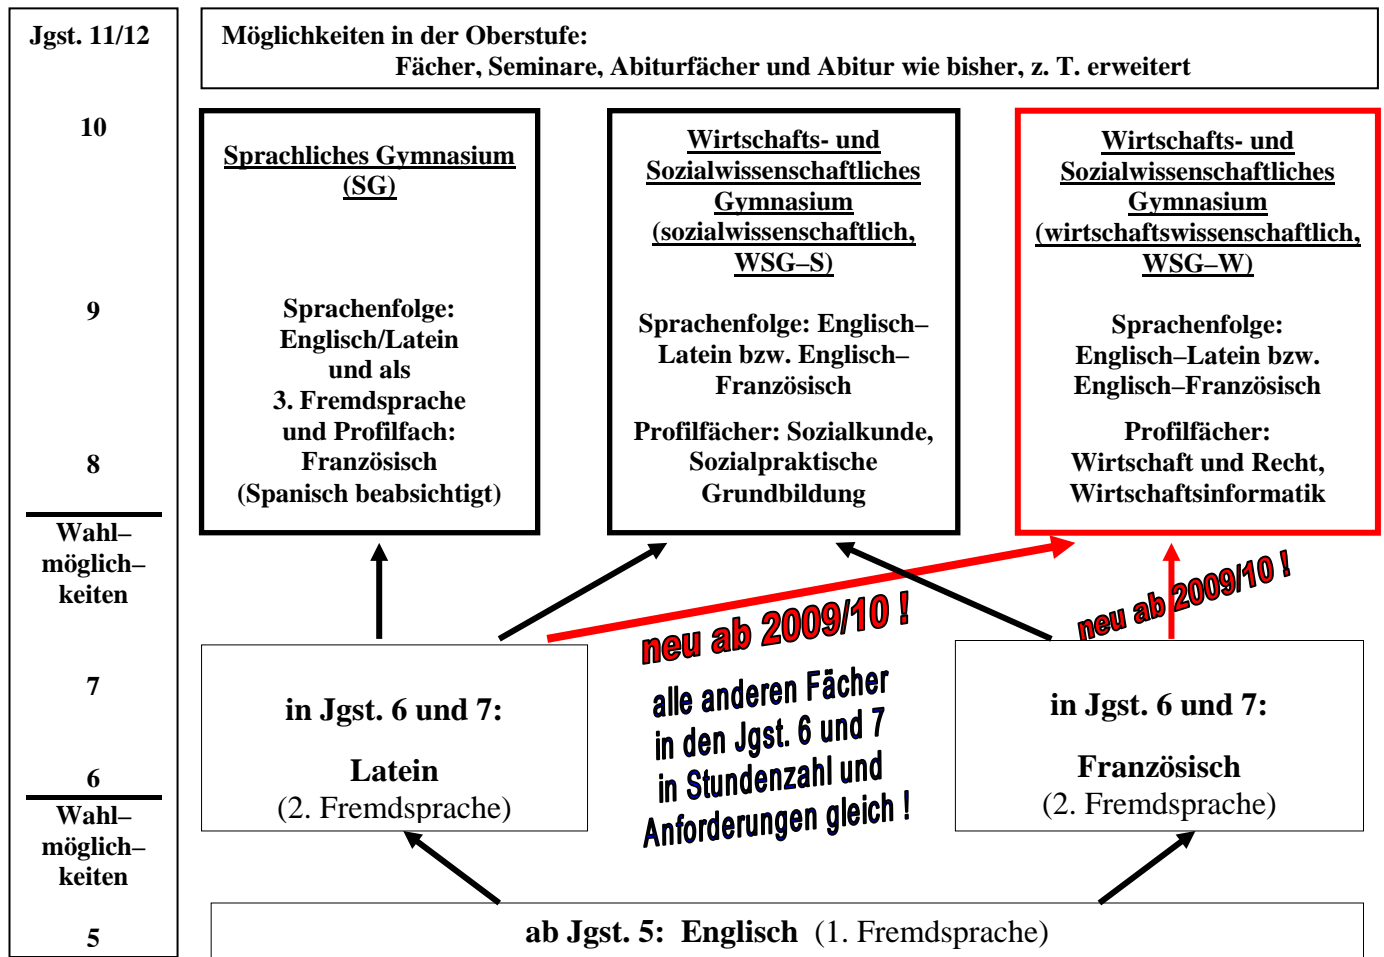 Jgst. 11/12
10
9
8
Wahl–
möglich–
keiten
7
6
Wahl–
möglich–
keiten
5
Möglichkeiten in der Oberstufe:
Fächer, Seminare, Abiturfächer und Abitur wie bisher, z. T. erweitert
Sprachliches Gymnasium
(SG)
Sprachenfolge:
Englisch/Latein
und als
3. Fremdsprache
und Profilfach:
Französisch
(Spanisch beabsichtigt)
Wirtschafts- und
Sozialwissenschaftliches
Gymnasium
(sozialwissenschaftlich,
WSG–S)
Sprachenfolge: Englisch–
Latein bzw. Englisch–
Französisch
Profilfächer: Sozialkunde,
Sozialpraktische
Grundbildung
Wirtschafts- und
Sozialwissenschaftliches
Gymnasium
(wirtschaftswissenschaftlich,
WSG–W)
Sprachenfolge:
Englisch–Latein bzw.
Englisch–Französisch
Profilfächer:
Wirtschaft und Recht,
Wirtschaftsinformatik
neu ab 2009/10 !
neu ab 2009/10 !
in Jgst. 6 und 7:
Latein
(2. Fremdsprache)
alle anderen Fächer
in den Jgst. 6 und 7
in Stundenzahl und
Anforderungen gleich !
in Jgst. 6 und 7:
Französisch
(2. Fremdsprache)
ab Jgst. 5: Englisch (1. Fremdsprache)